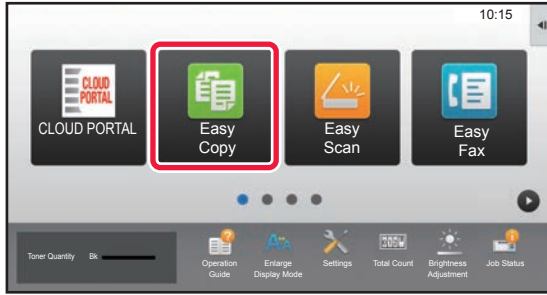 10:15
CLOUD
PORTAL
CLOUD PORTAL
Easy
Copy
Easy
Scan
Easy
Fax
Toner Quantity Bk
Operation
Guide
Enlarge
Display Mode
Settings
Total Count
Brightness
Adjustment
Job Status